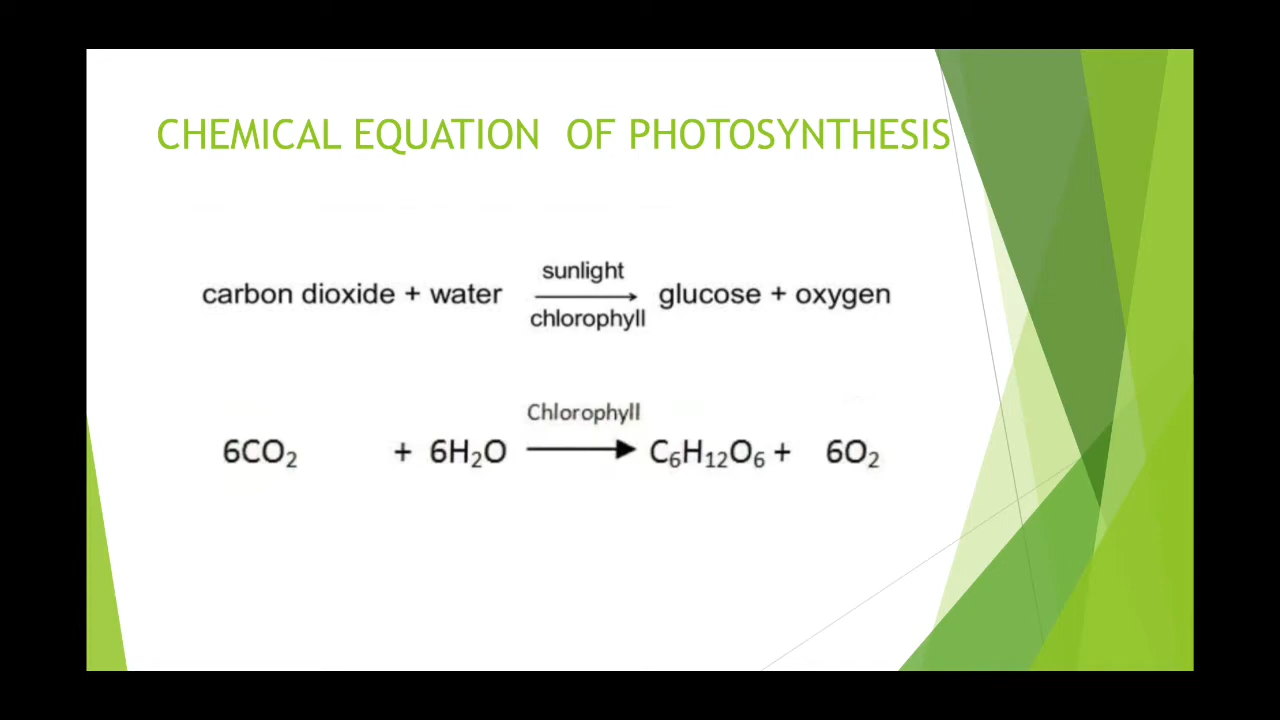 CHEMICAL EQUATION  OF PHOTOSYNTHESIS
sunlight
carbon dioxide + water → glucose + oxygen
chlorophyll
Chlorophyll
6CO₂ + 6H₂O → C₆H₁₂O₆ + 6O₂